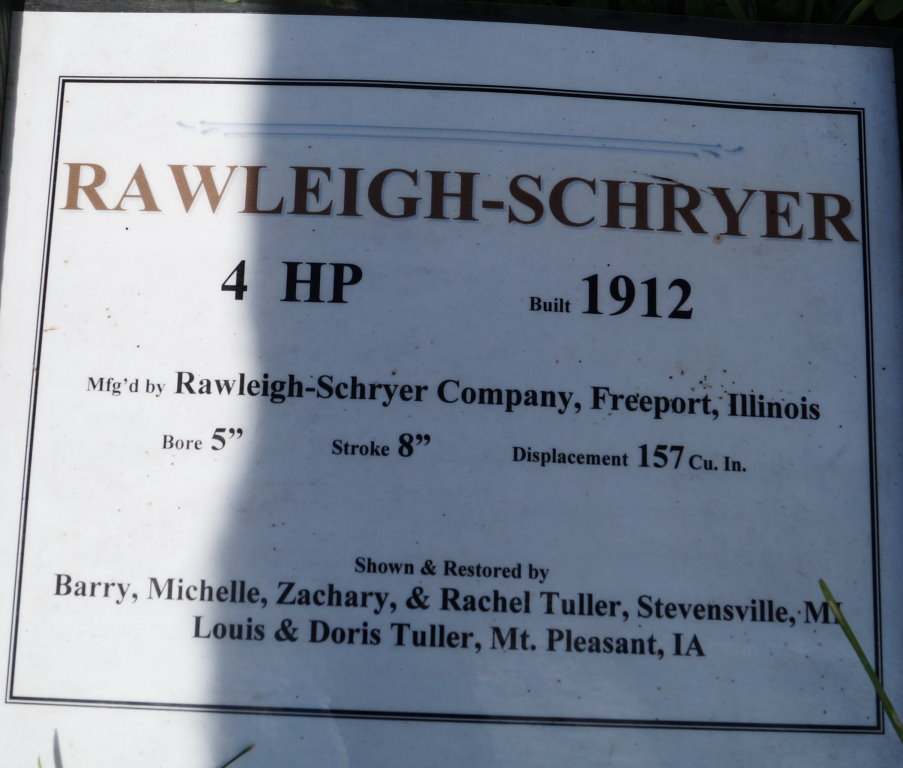 RAWLEIGH-SCHRYER
4 HP Built 1912
Mfg’d by Rawleigh-Schryer Company, Freeport, Illinois
Bore 5” Stroke 8” Displacement 157 Cu. In.
Shown & Restored by
Barry, Michelle, Zachary, & Rachel Tuller, Stevensville, MI
Louis & Doris Tuller, Mt. Pleasant, IA